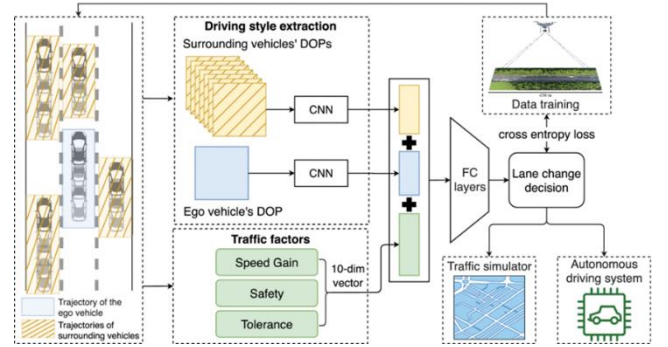 Driving style extraction
Surrounding vehicles' DOPs
CNN
CNN
Ego vehicle's DOP
Traffic factors
Speed Gain
Safety
Tolerance
10-dim
vector
FC
layers
Data training
cross entropy loss
Lane change
decision
Traffic simulator
Autonomous
driving system
Trajectory of the
ego vehicle
Trajectories of
surrounding vehicles